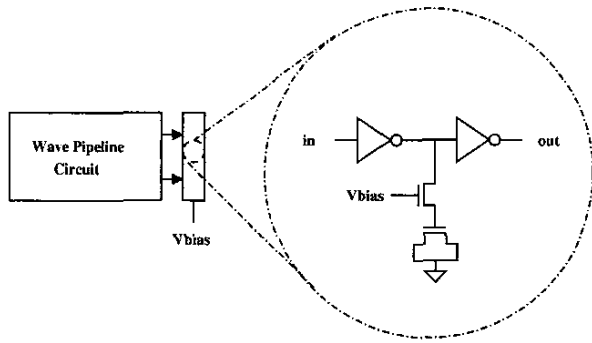 Wave Pipeline
Circuit
Vbias
in
out
Vbias